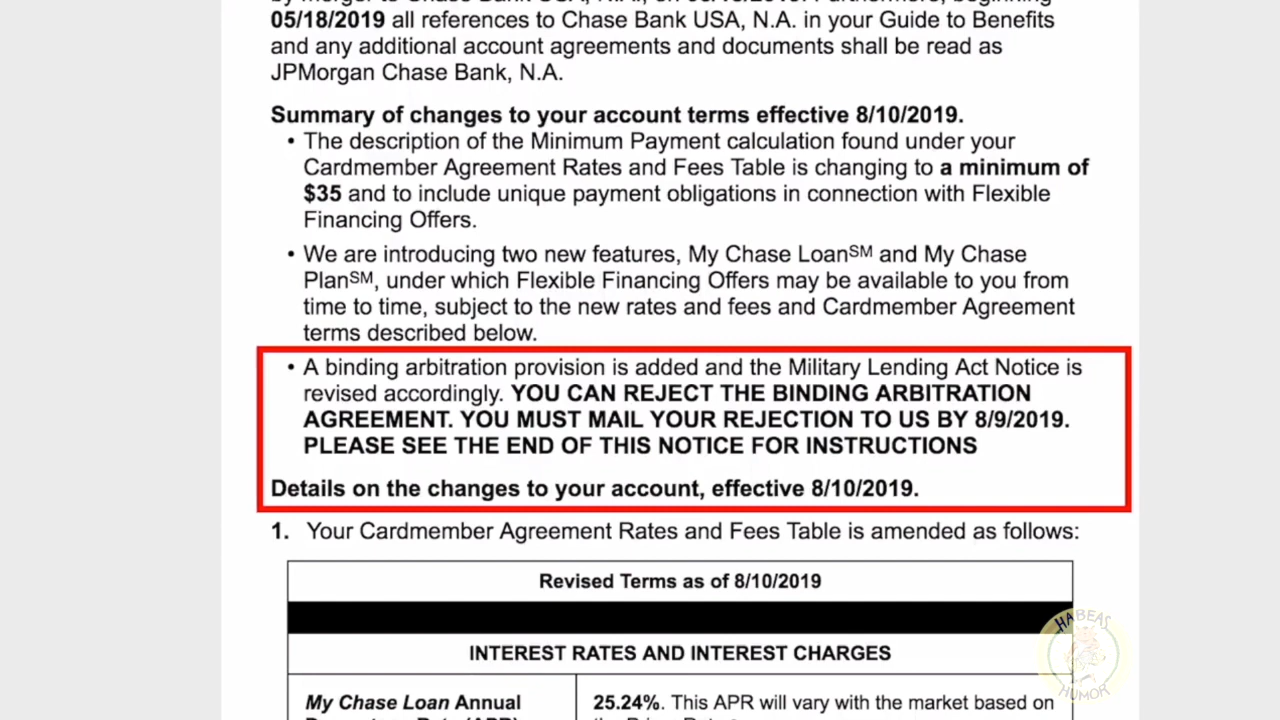 05/18/2019 all references to Chase Bank USA, N.A. in your Guide to Benefits
and any additional account agreements and documents shall be read as
JPMorgan Chase Bank, N.A.
Summary of changes to your account terms effective 8/10/2019.
• The description of the Minimum Payment calculation found under your
Cardmember Agreement Rates and Fees Table is changing to a minimum of
$35 and to include unique payment obligations in connection with Flexible
Financing Offers.
• We are introducing two new features, My Chase Loan℠ and My Chase
Plan℠, under which Flexible Financing Offers may be available to you from
time to time, subject to the new rates and fees and Cardmember Agreement
terms described below.
• A binding arbitration provision is added and the Military Lending Act Notice is
revised accordingly. YOU CAN REJECT THE BINDING ARBITRATION
AGREEMENT. YOU MUST MAIL YOUR REJECTION TO US BY 8/9/2019.
PLEASE SEE THE END OF THIS NOTICE FOR INSTRUCTIONS
Details on the changes to your account, effective 8/10/2019.
1. Your Cardmember Agreement Rates and Fees Table is amended as follows:
Revised Terms as of 8/10/2019
INTEREST RATES AND INTEREST CHARGES
My Chase Loan Annual
25.24%. This APR will vary with the market based on
HABEAS
HUMOR